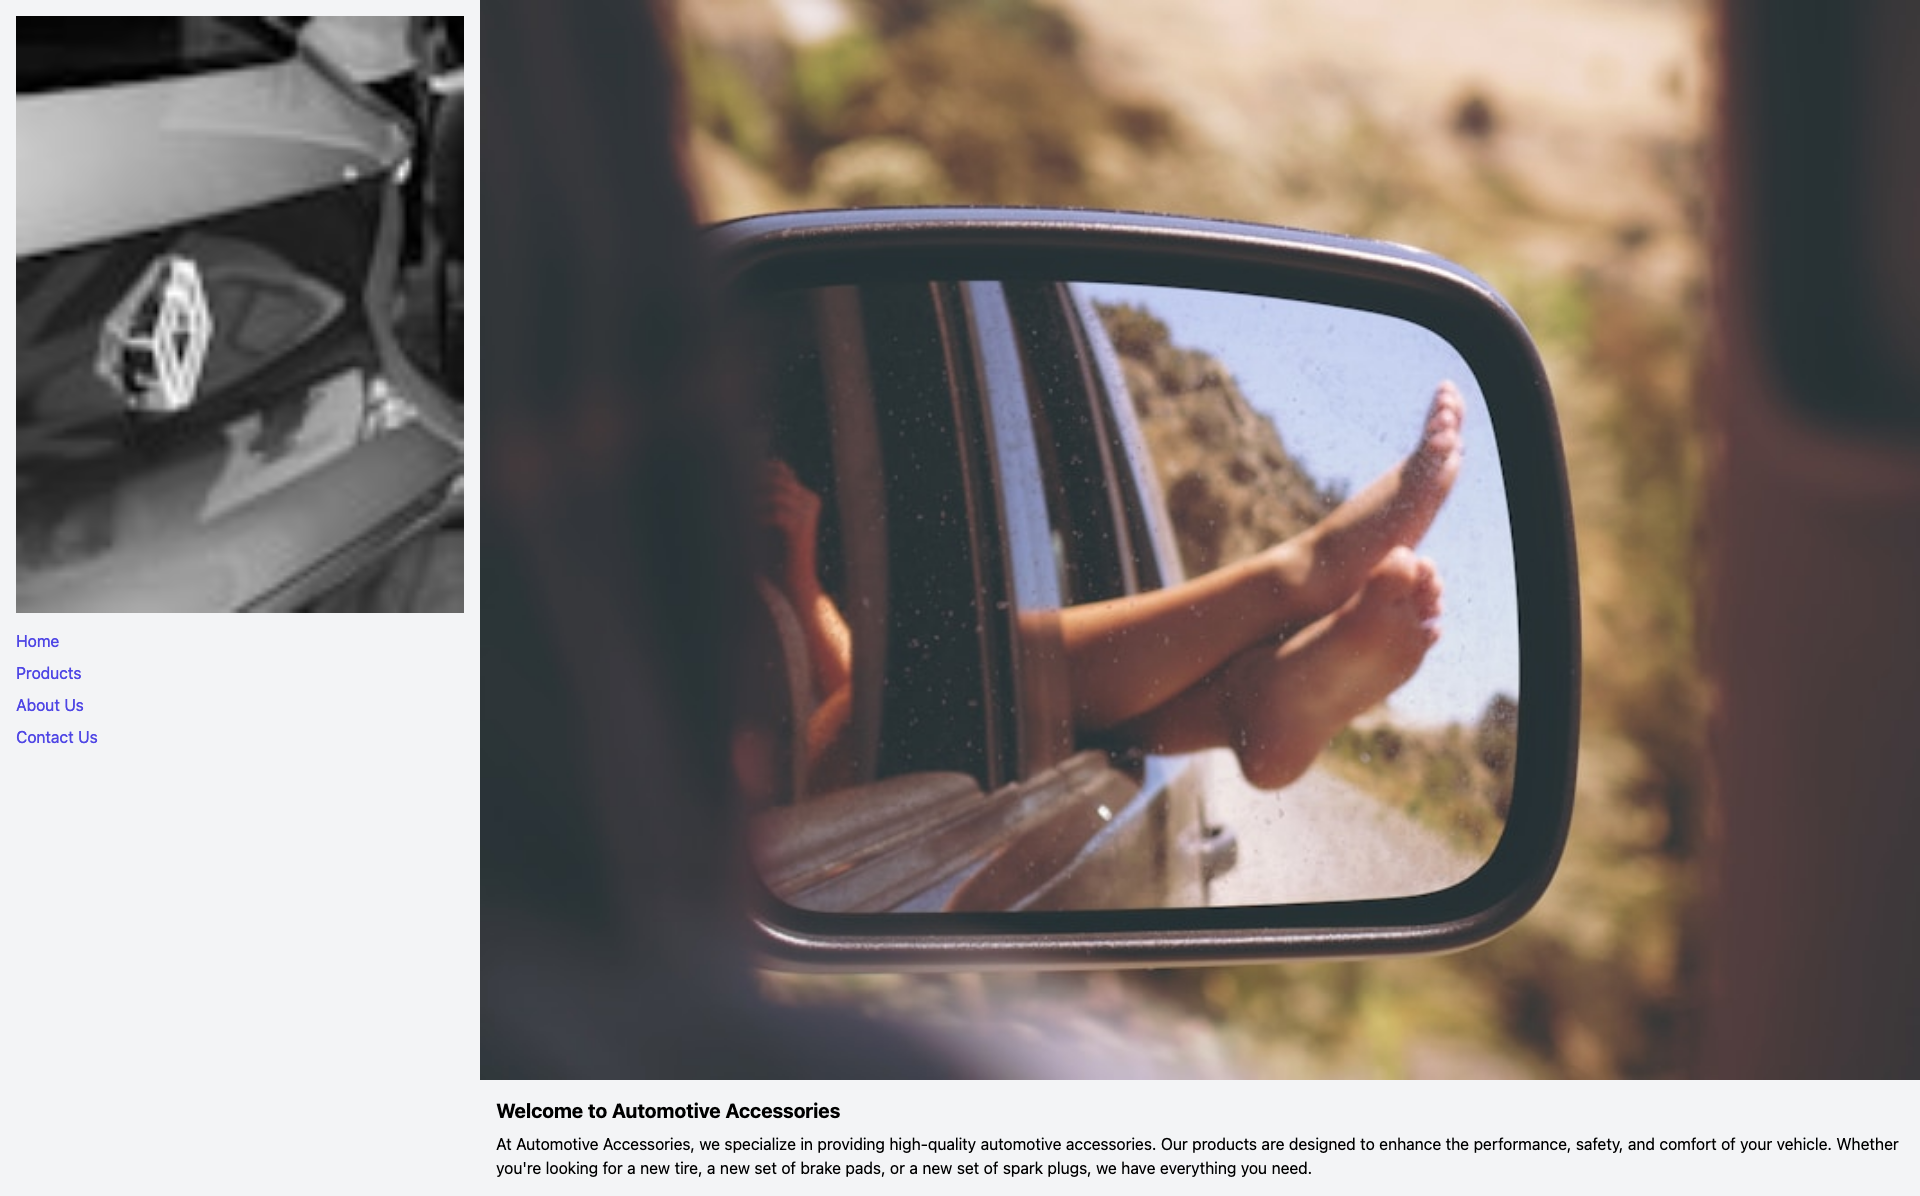 Home
Products
About Us
Contact Us
Welcome to Automotive Accessories
At Automotive Accessories, we specialize in providing high-quality automotive accessories. Our products are designed to enhance the performance, safety, and comfort of your vehicle. Whether
you're looking for a new tire, a new set of brake pads, or a new set of spark plugs, we have everything you need.